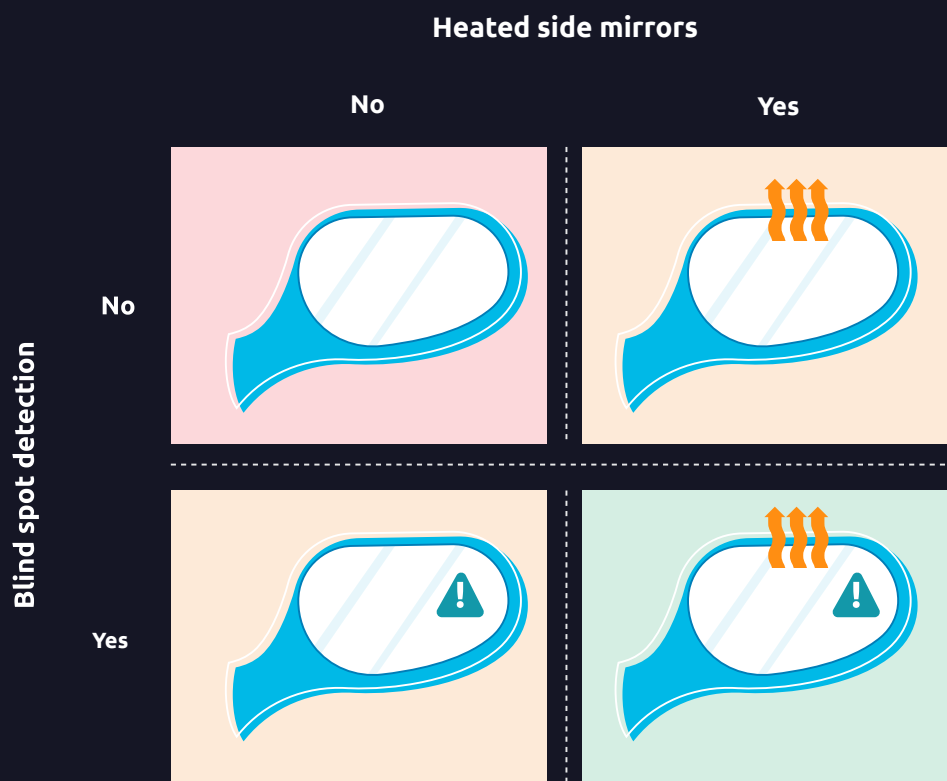 Heated side mirrors
No
Yes
No
Blind spot detection
Yes
!
!